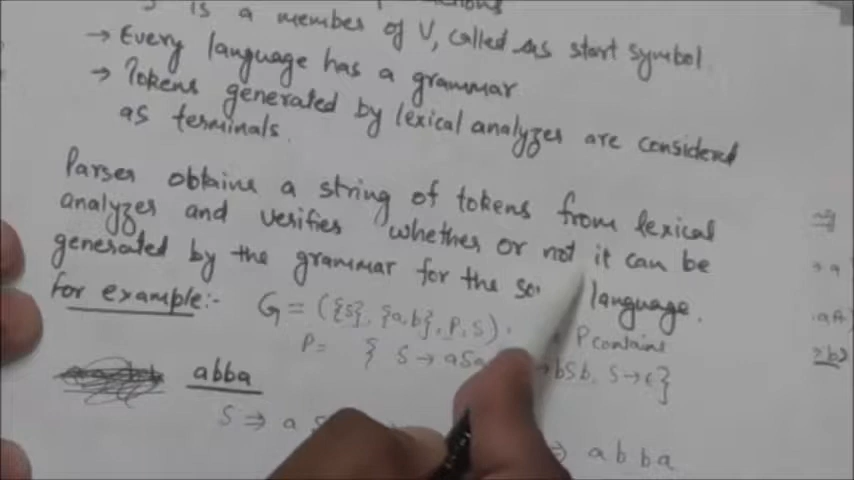 is a member of V, called as start symbol.
→ Every language has a grammar
→ Tokens generated by lexical analyzer are considered
as terminals.
Parser obtains a string of tokens from lexical
analyzer and verifies whether or not it can be
generated by the grammar for the language.
For example:- G = ({S}, {a,b}, P, S). P contains
P = { S → aSa bSb, S → ϵ}
abba
S ⇒ a S ⇒ a b b a